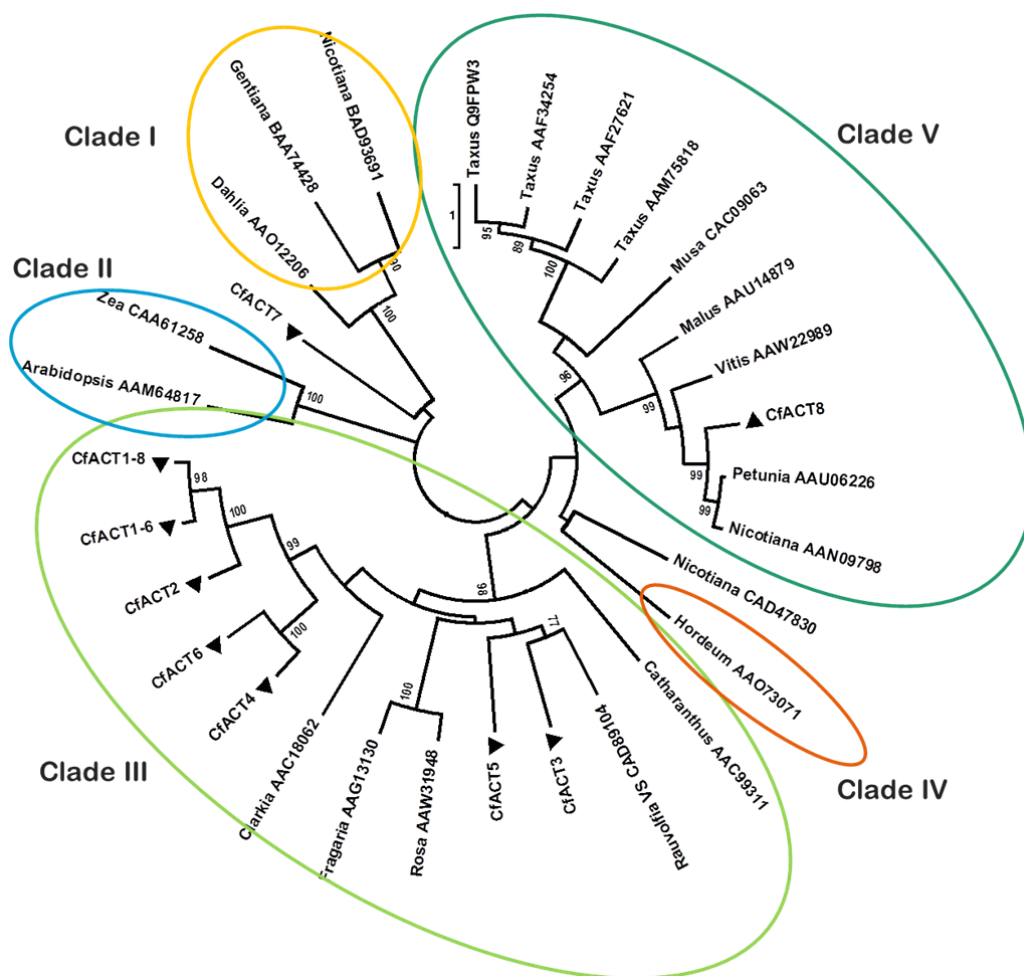 Clade I
Nicotiana BAD93691
Gentiana BAA74428
Dahlia AAO12206
90
100
CfACT7
Clade II
Zea CAA61258
Arabidopsis AAM64817
100
Clade V
Taxus Q9FPW3
Taxus AAF34254
Taxus AAF27621
Taxus AAM75818
Musa CAC09063
Malus AAU14879
Vitis AAW22989
CfACT8
Petunia AAU06226
Nicotiana AAN09798
1
95
89
100
96
99
99
99
Nicotiana CAD47830
Hordeum AAO73071
Clade IV
CfACT1-8
CfACT1-6
CfACT2
CfACT6
CfACT4
98
100
99
100
Clade III
Clarkia AAC18062
Fragaria AAG13130
Rosa AAW31948
100
CfACT5
CfACT3
Rauvolfia VS CAD89104
Catharanthus AAC99311
77
98